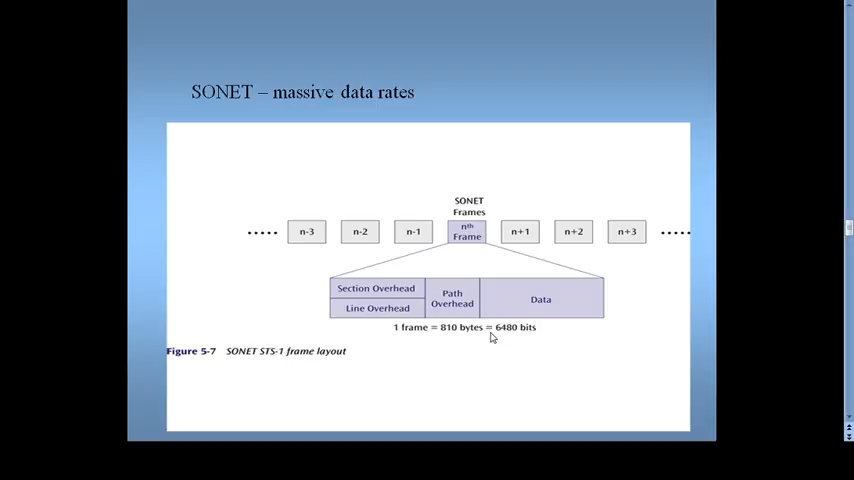 SONET – massive data rates
SONET
Frames
..... n-3 n-2 n-1 nth Frame n+1 n+2 n+3 .....
Section Overhead
Line Overhead
Path
Overhead
Data
1 frame = 810 bytes = 6480 bits
Figure 5-7 SONET STS-1 frame layout